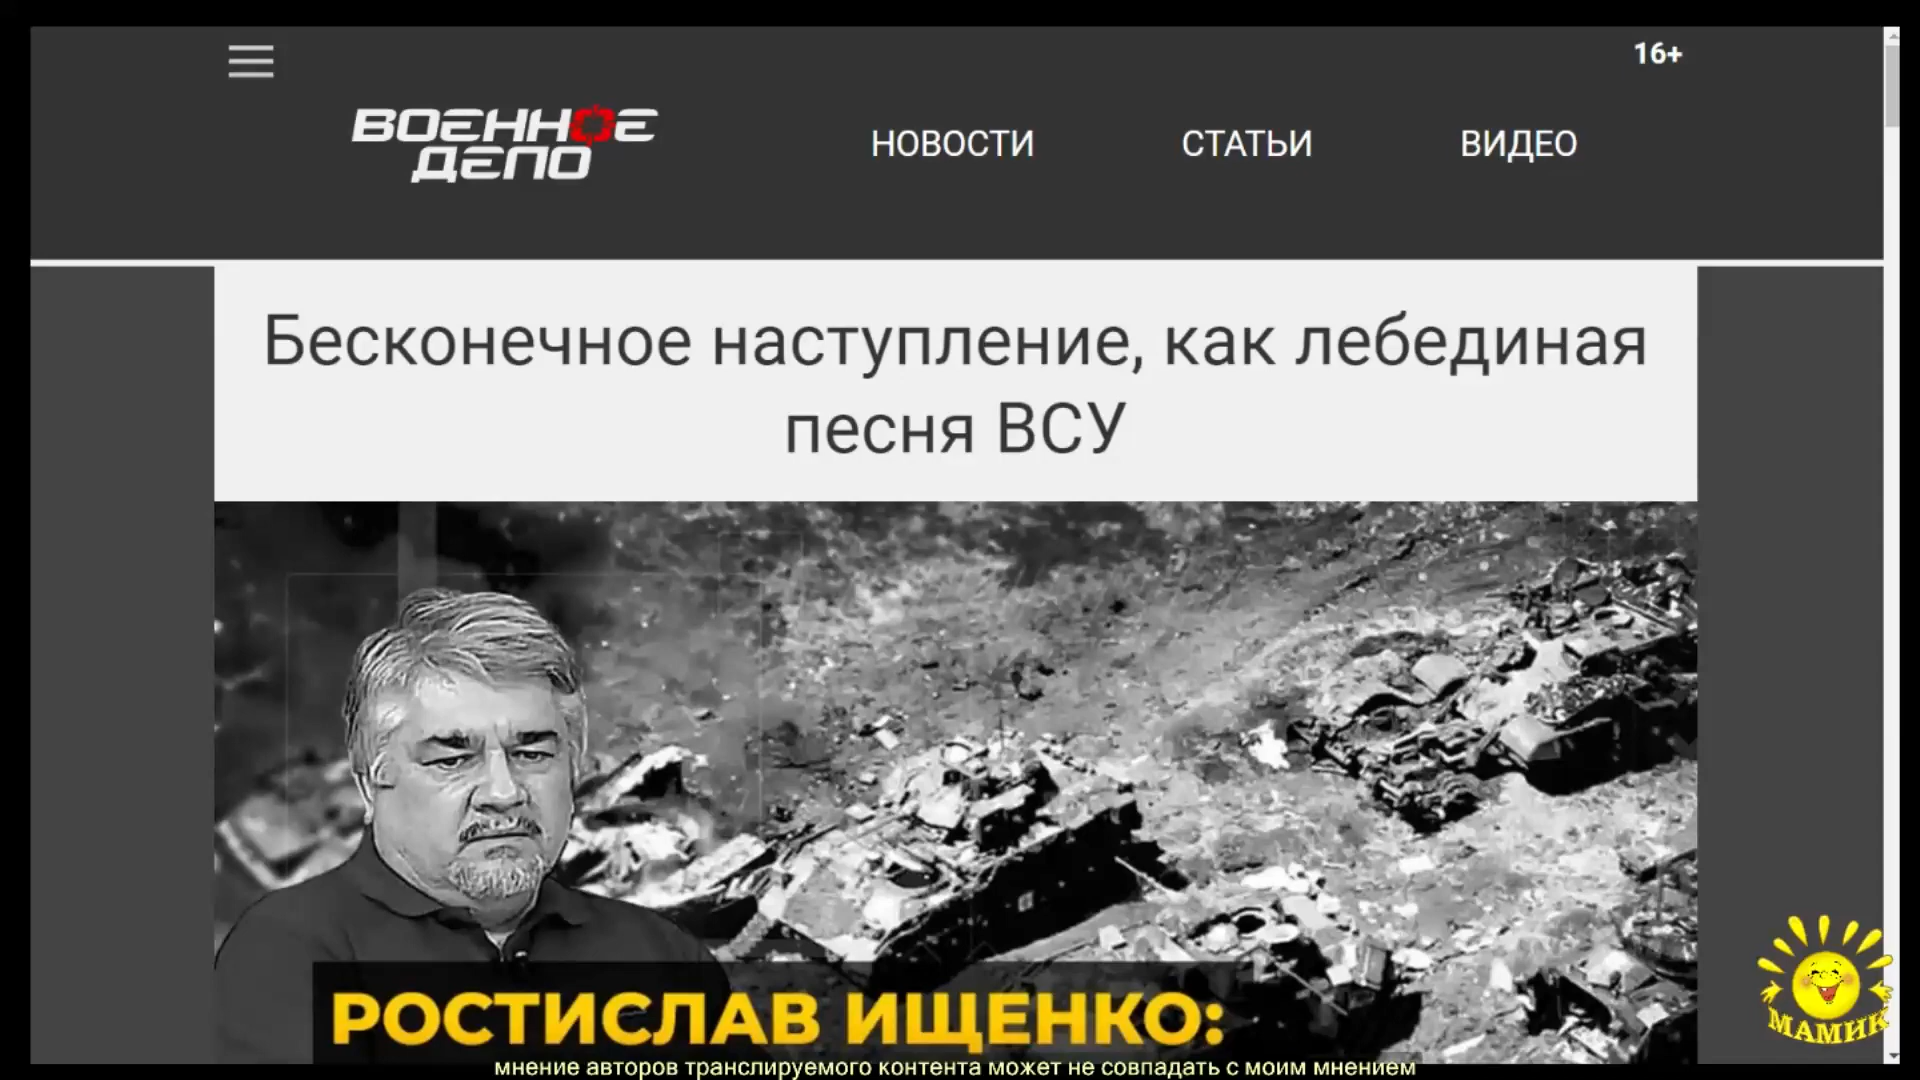 16+
ВОЕННОЕ
ДЕЛО
НОВОСТИ
СТАТЬИ
ВИДЕО
Бесконечное наступление, как лебединая
песня ВСУ
РОСТИСЛАВ ИЩЕНКО:
МАМИК
мнение авторов транслируемого контента может не совпадать с моим мнением